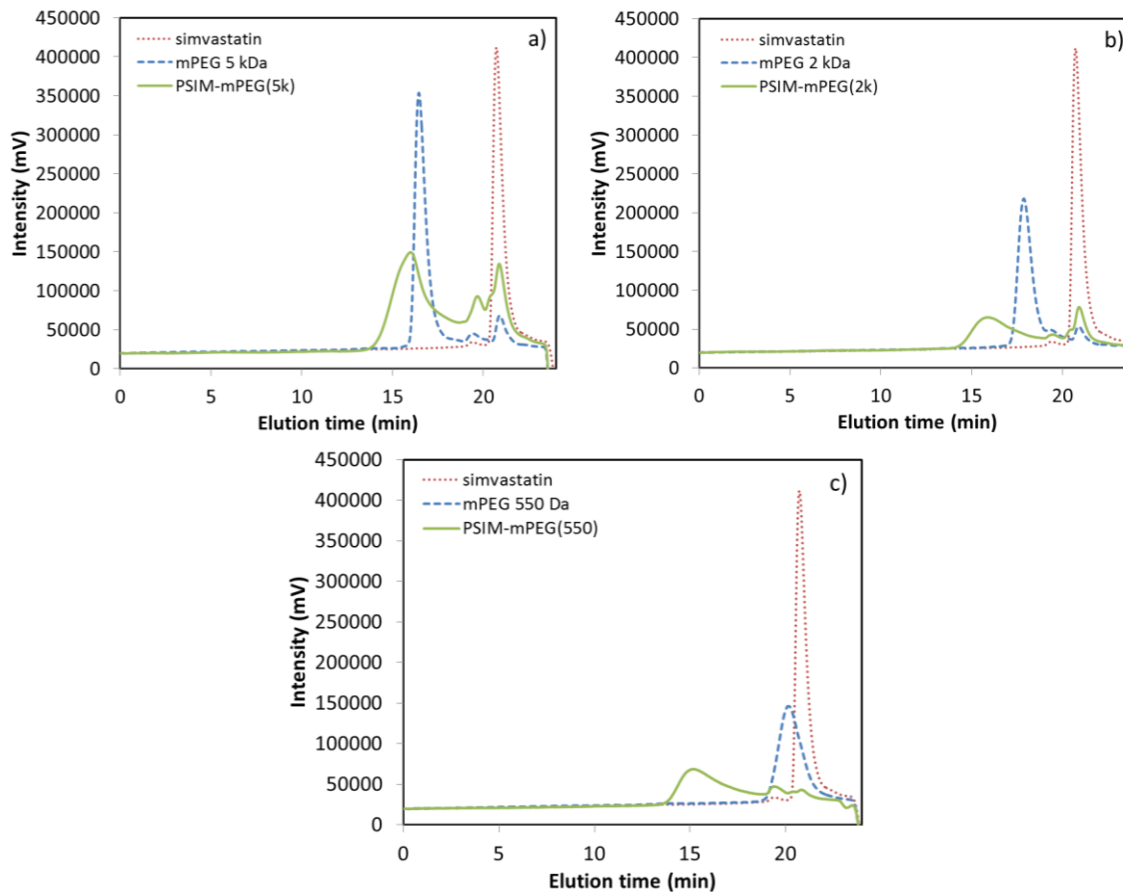 a)
simvastatin
mPEG 5 kDa
PSIM-mPEG(5k)
Intensity (mV)
450000
400000
350000
300000
250000
200000
150000
100000
50000
0
0 5 10 15 20
Elution time (min)
b)
simvastatin
mPEG 2 kDa
PSIM-mPEG(2k)
Intensity (mV)
450000
400000
350000
300000
250000
200000
150000
100000
50000
0
0 5 10 15 20
Elution time (min)
c)
simvastatin
mPEG 550 Da
PSIM-mPEG(550)
Intensity (mV)
450000
400000
350000
300000
250000
200000
150000
100000
50000
0
0 5 10 15 20
Elution time (min)